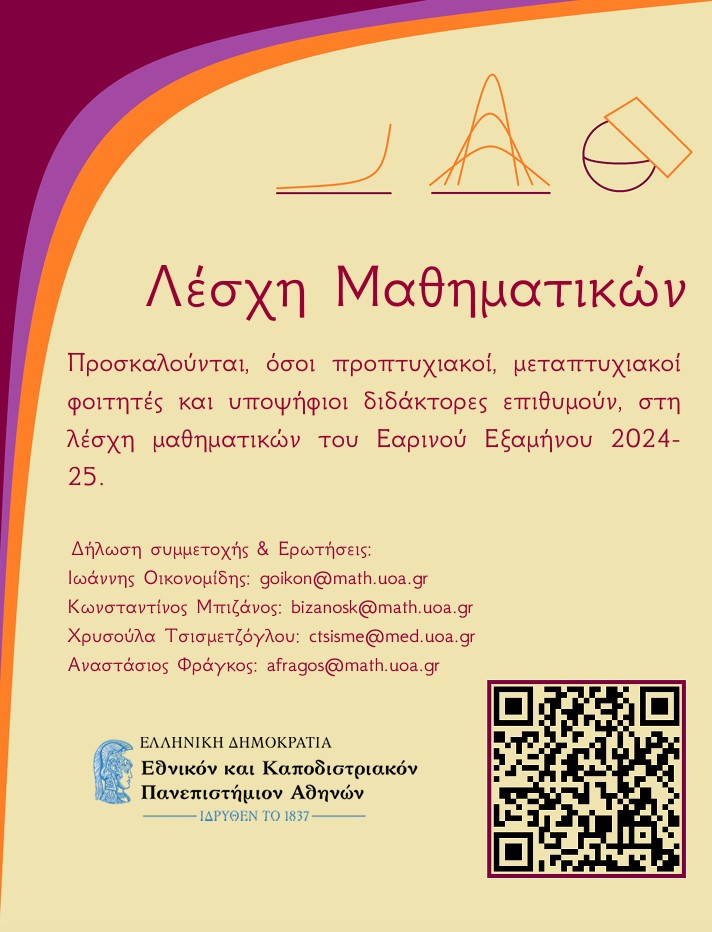 Λέσχη Μαθηματικών
Προσκαλούνται, όσοι προπτυχιακοί, μεταπτυχιακοί
φοιτητές και υποψήφιοι διδάκτορες επιθυμούν, στη
λέσχη μαθηματικών του Εαρινού Εξαμήνου 2024-
25.
Δήλωση συμμετοχής & Ερωτήσεις:
Ιωάννης Οικονομίδης: goikon@math.uoa.gr
Κωνσταντίνος Μπιζάνος: bizanosk@math.uoa.gr
Χρυσούλα Τσισμετζόγλου: ctsisme@med.uoa.gr
Αναστάσιος Φράγκος: afragos@math.uoa.gr
ΕΛΛΗΝΙΚΗ ΔΗΜΟΚΡΑΤΙΑ
Εθνικόν και Καποδιστριακόν
Πανεπιστήμιον Αθηνών
ΙΔΡΥΘΕΝ ΤΟ 1837